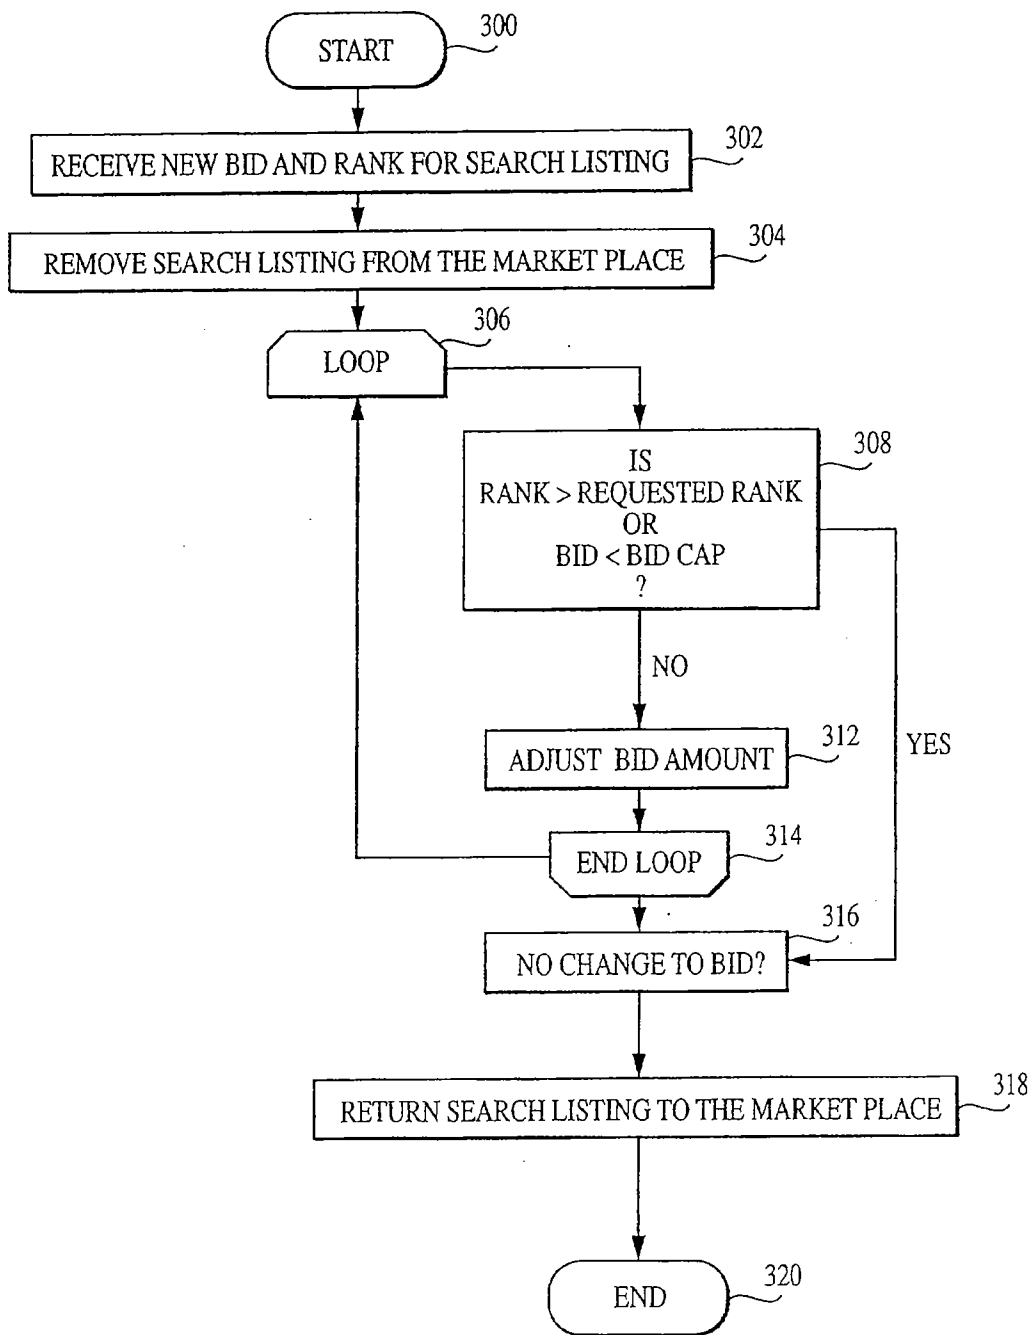 START
300
RECEIVE NEW BID AND RANK FOR SEARCH LISTING
302
REMOVE SEARCH LISTING FROM THE MARKET PLACE
304
LOOP
306
IS
RANK > REQUESTED RANK
OR
BID < BID CAP
?
308
NO
YES
ADJUST BID AMOUNT
312
END LOOP
314
NO CHANGE TO BID?
316
RETURN SEARCH LISTING TO THE MARKET PLACE
318
END
320